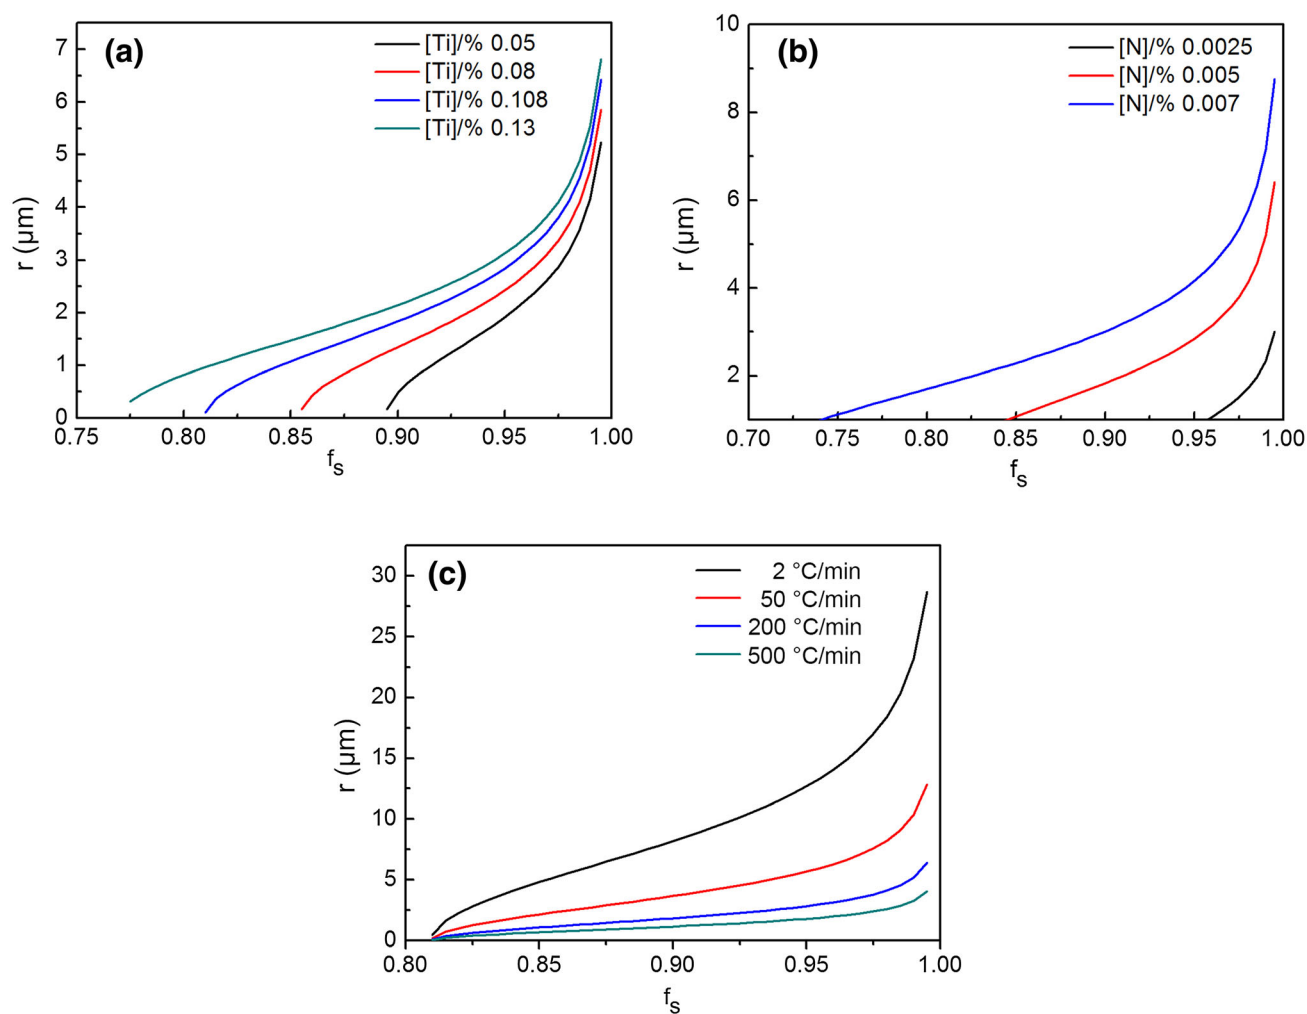 (a)
[Ti]/% 0.05
[Ti]/% 0.08
[Ti]/% 0.108
[Ti]/% 0.13
7
6
5
4
3
2
1
0
r (μm)
0.75 0.80 0.85 0.90 0.95 1.00
fs
(b)
[N]/% 0.0025
[N]/% 0.005
[N]/% 0.007
10
8
6
4
2
r (μm)
0.70 0.75 0.80 0.85 0.90 0.95 1.00
fs
(c)
2 °C/min
50 °C/min
200 °C/min
500 °C/min
30
25
20
15
10
5
0
r (μm)
0.80 0.85 0.90 0.95 1.00
fs